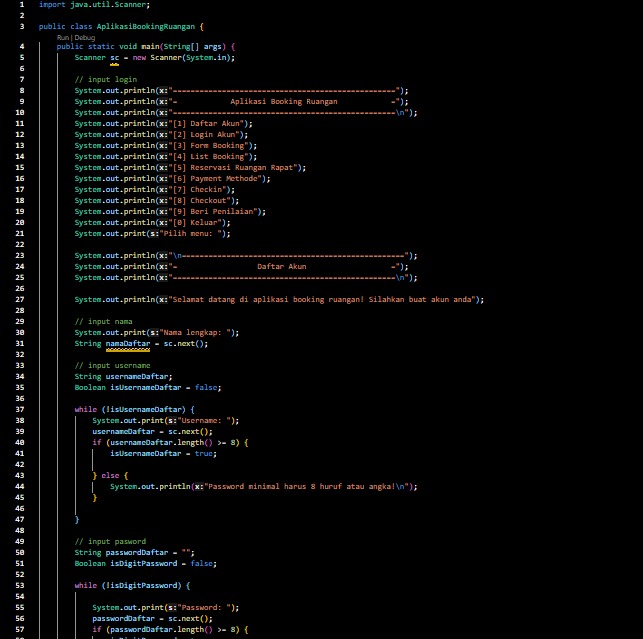 1 import java.util.Scanner;
2
3 public class AplikasiBookingRuangan {
Run | Debug
4 public static void main(String[] args) {
5 Scanner sc = new Scanner(System.in);
6
7 // input login
8 System.out.println(x:"==================================================");
9 System.out.println(x:"= Aplikasi Booking Ruangan =");
10 System.out.println(x:"==================================================\n");
11 System.out.println(x:"[1] Daftar Akun");
12 System.out.println(x:"[2] Login Akun");
13 System.out.println(x:"[3] Form Booking");
14 System.out.println(x:"[4] List Booking");
15 System.out.println(x:"[5] Reservasi Ruangan Rapat");
16 System.out.println(x:"[6] Payment Methode");
17 System.out.println(x:"[7] Checkin");
18 System.out.println(x:"[8] Checkout");
19 System.out.println(x:"[9] Beri Penilaian");
20 System.out.println(x:"[0] Keluar");
21 System.out.print(s:"Pilih menu: ");
22
23 System.out.println(x:"\n==================================================");
24 System.out.println(x:"= Daftar Akun =");
25 System.out.println(x:"==================================================\n");
26
27 System.out.println(x:"Selamat datang di aplikasi booking ruangan! Silahkan buat akun anda");
28
29 // input nama
30 System.out.print(s:"Nama lengkap: ");
31 String namaDaftar = sc.next();
32
33 // input username
34 String usernameDaftar;
35 Boolean isUsernameDaftar = false;
36
37 while (!isUsernameDaftar) {
38 System.out.print(s:"Username: ");
39 usernameDaftar = sc.next();
40 if (usernameDaftar.length() >= 8) {
41 isUsernameDaftar = true;
42
43 } else {
44 System.out.println(x:"Password minimal harus 8 huruf atau angka!\n");
45 }
46
47 }
48
49 // input pasword
50 String passwordDaftar = "";
51 Boolean isDigitPassword = false;
52
53 while (!isDigitPassword) {
54
55 System.out.print(s:"Password: ");
56 passwordDaftar = sc.next();
57 if (passwordDaftar.length() >= 8) {